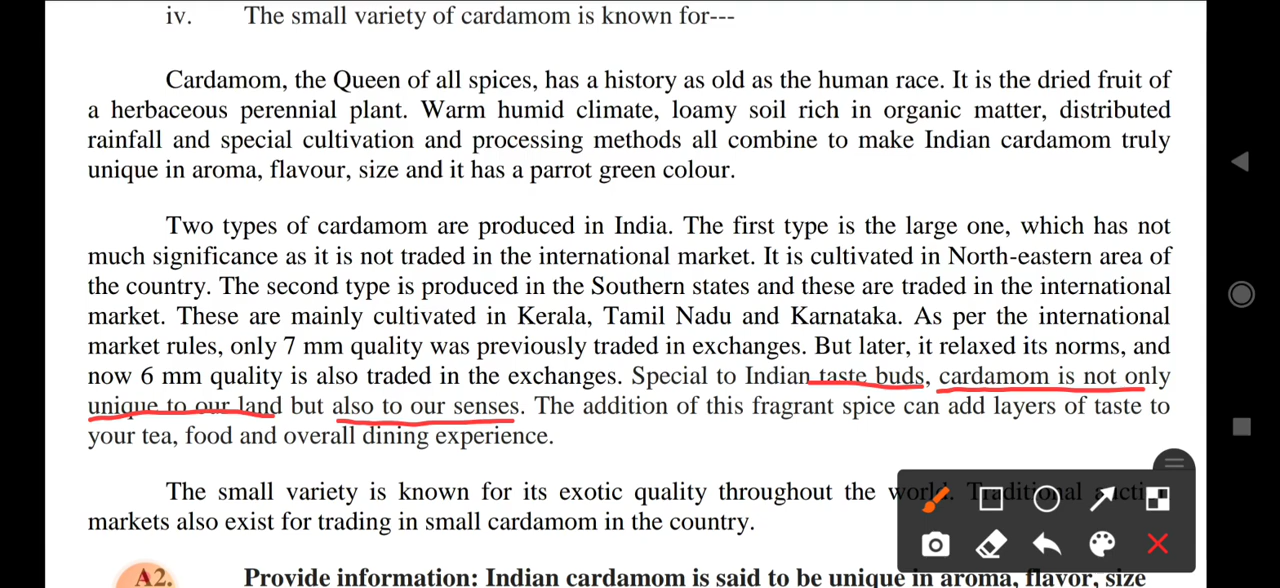 iv. The small variety of cardamom is known for---
Cardamom, the Queen of all spices, has a history as old as the human race. It is the dried fruit of
a herbaceous perennial plant. Warm humid climate, loamy soil rich in organic matter, distributed
rainfall and special cultivation and processing methods all combine to make Indian cardamom truly
unique in aroma, flavour, size and it has a parrot green colour.
Two types of cardamom are produced in India. The first type is the large one, which has not
much significance as it is not traded in the international market. It is cultivated in North-eastern area of
the country. The second type is produced in the Southern states and these are traded in the international
market. These are mainly cultivated in Kerala, Tamil Nadu and Karnataka. As per the international
market rules, only 7 mm quality was previously traded in exchanges. But later, it relaxed its norms, and
now 6 mm quality is also traded in the exchanges. Special to Indian taste buds, cardamom is not only
unique to our land but also to our senses. The addition of this fragrant spice can add layers of taste to
your tea, food and overall dining experience.
The small variety is known for its exotic quality throughout the world. Traditional
markets also exist for trading in small cardamom in the country.
A2. Provide information: Indian cardamom is said to be unique in aroma, flavor, size